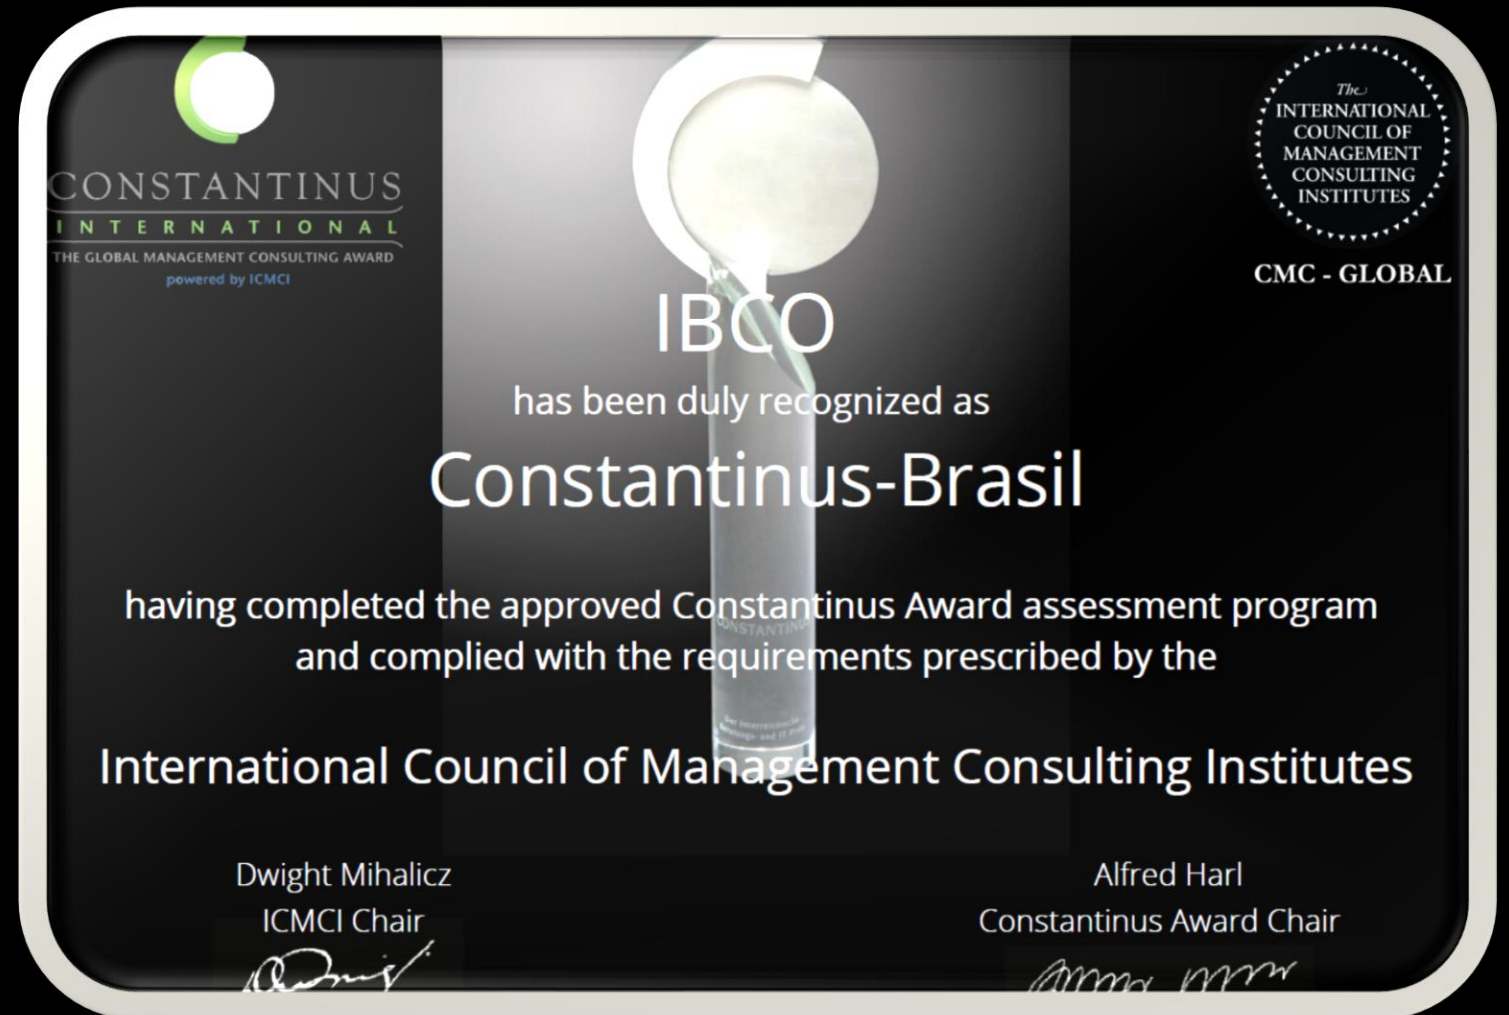 CONSTANTINUS
INTERNATIONAL
THE GLOBAL MANAGEMENT CONSULTING AWARD
powered by ICMCI
The
INTERNATIONAL
COUNCIL OF
MANAGEMENT
CONSULTING
INSTITUTES
CMC - GLOBAL
IBCO
has been duly recognized as
Constantinus-Brasil
having completed the approved Constantinus Award assessment program
CONSTANTINUS
and complied with the requirements prescribed by the
International Council of Management Consulting Institutes
Dwight Mihalicz
ICMCI Chair
Alfred Harl
Constantinus Award Chair